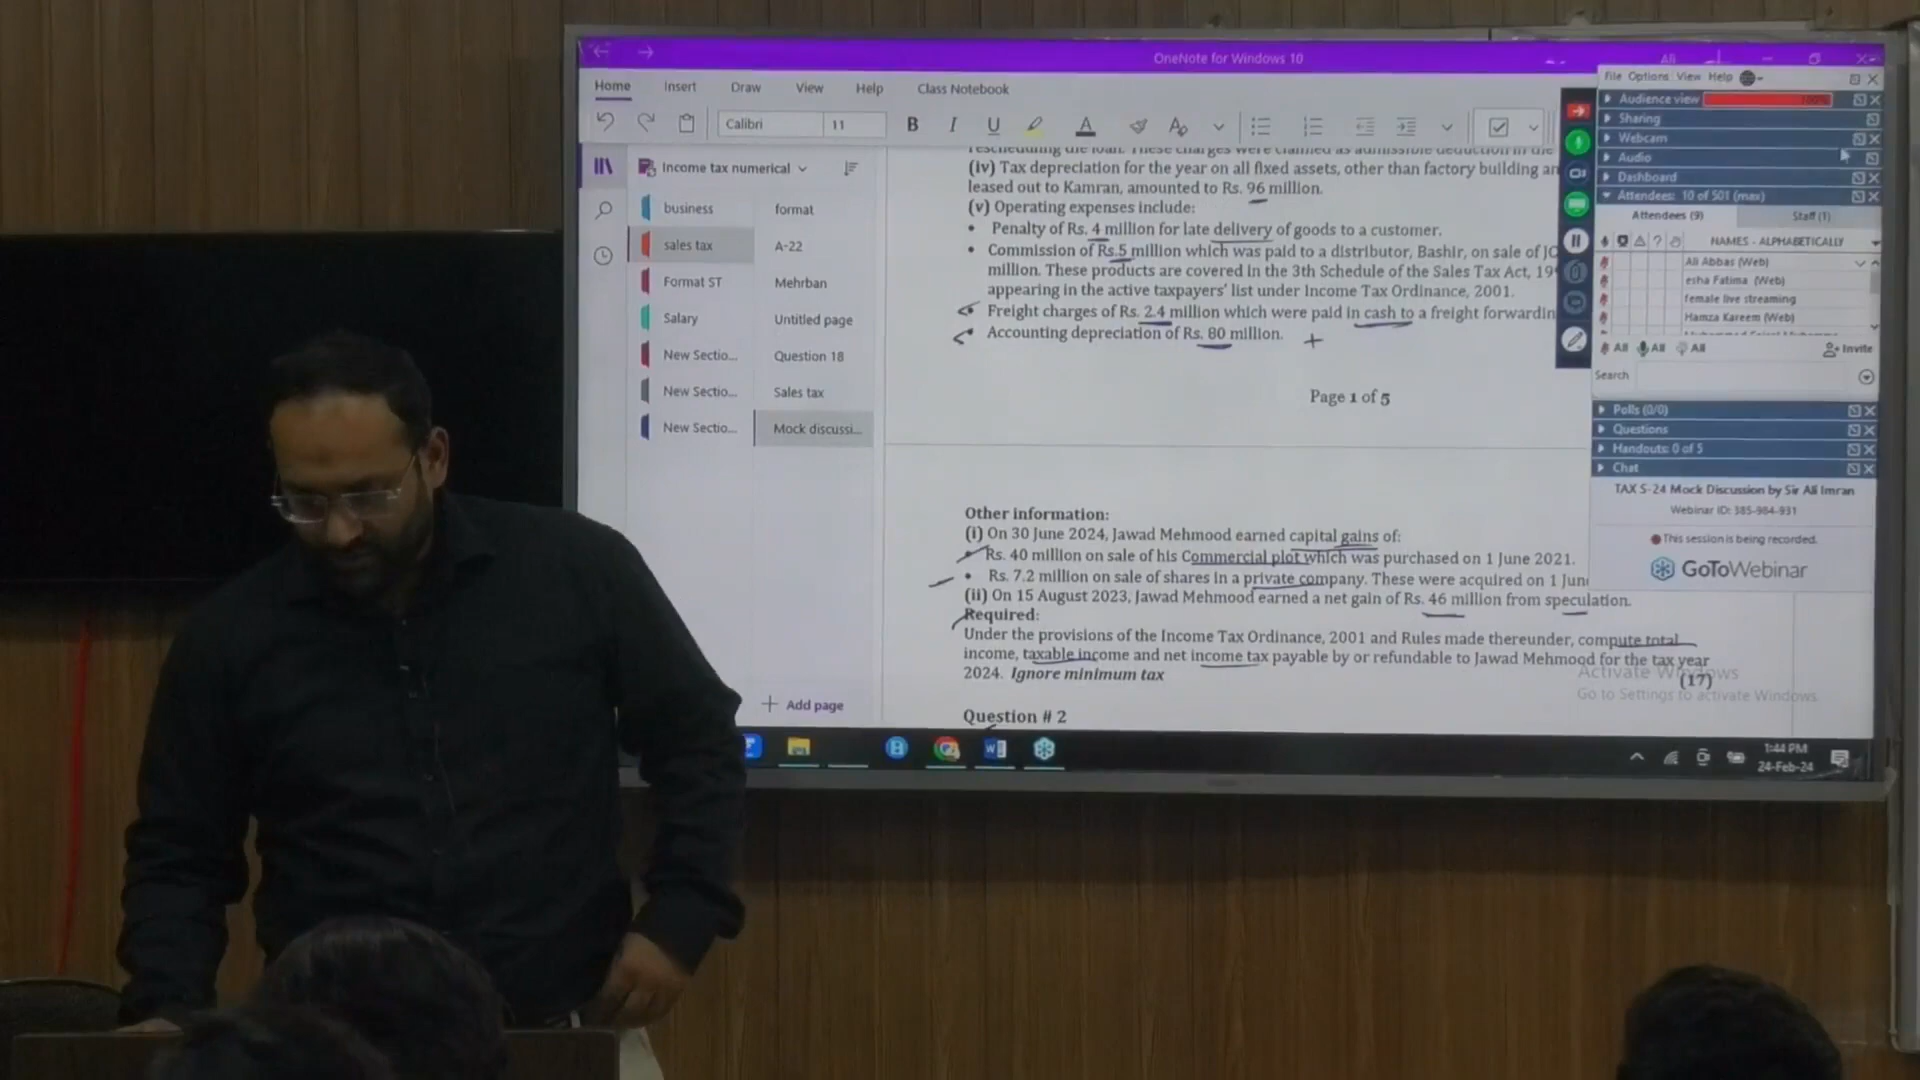 OneNote for Windows 10
Ali
Home Insert Draw View Help Class Notebook
Calibri 11 B I U A
Income tax numerical
business
sales tax
Format ST
Salary
New Sectio...
New Sectio...
New Sectio...
format
A-22
Mehrban
Untitled page
Question 18
Sales tax
Mock discussi...
Add page
(iv) Tax depreciation for the year on all fixed assets, other than factory building an
leased out to Kamran, amounted to Rs. 96 million.
(v) Operating expenses include:
• Penalty of Rs. 4 million for late delivery of goods to a customer.
• Commission of Rs.5 million which was paid to a distributor, Bashir, on sale of
million. These products are covered in the 3th Schedule of the Sales Tax Act, 19
appearing in the active taxpayers' list under Income Tax Ordinance, 2001.
Freight charges of Rs. 2.4 million which were paid in cash to a freight forwardin
Accounting depreciation of Rs. 80 million. +
Page 1 of 5
Other information:
(i) On 30 June 2024, Jawad Mehmood earned capital gains of:
Rs. 40 million on sale of his Commercial plot which was purchased on 1 June 2021.
• Rs. 7.2 million on sale of shares in a private company. These were acquired on 1 Jun
(ii) On 15 August 2023, Jawad Mehmood earned a net gain of Rs. 46 million from speculation.
Required:
Under the provisions of the Income Tax Ordinance, 2001 and Rules made thereunder, compute total
income, taxable income and net income tax payable by or refundable to Jawad Mehmood for the tax year
2024. Ignore minimum tax (17)
Activate Windows
Go to Settings to activate Windows.
Question # 2
File Options View Help
Audience view 100%
Sharing
Webcam
Audio
Dashboard
Attendees: 10 of 501 (max)
Attendees (9) Staff (1)
NAMES - ALPHABETICALLY
Ali Abbas (Web)
esha Fatima (Web)
female live streaming
Hamza Kareem (Web)
All All All Invite
Search
Polls (0/0)
Questions
Handouts: 0 of 5
Chat
TAX S-24 Mock Discussion by Sir Ali Imran
Webinar ID: 385-984-931
This session is being recorded.
GoToWebinar
1:44 PM
24-Feb-24